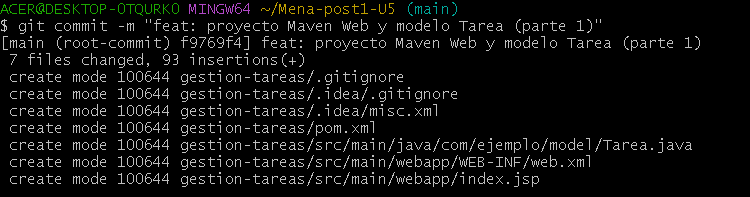 ACER@DESKTOP-OTQURKO MINGW64 ~/Mena-post1-U5 (main)
$ git commit -m "feat: proyecto Maven Web y modelo Tarea (parte 1)"
[main (root-commit) f9769f4] feat: proyecto Maven Web y modelo Tarea (parte 1)
 7 files changed, 93 insertions(+)
 create mode 100644 gestion-tareas/.gitignore
 create mode 100644 gestion-tareas/.idea/.gitignore
 create mode 100644 gestion-tareas/.idea/misc.xml
 create mode 100644 gestion-tareas/pom.xml
 create mode 100644 gestion-tareas/src/main/java/com/ejemplo/model/Tarea.java
 create mode 100644 gestion-tareas/src/main/webapp/WEB-INF/web.xml
 create mode 100644 gestion-tareas/src/main/webapp/index.jsp